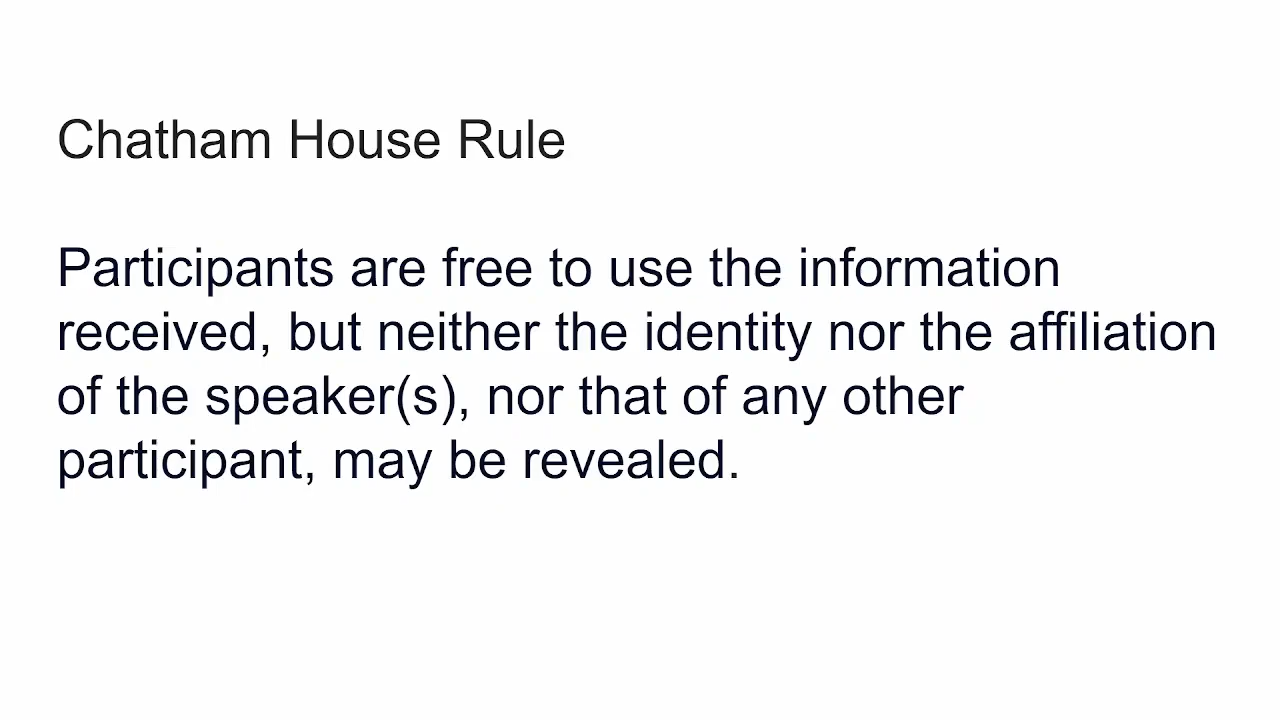 Chatham House Rule
Participants are free to use the information
received, but neither the identity nor the affiliation
of the speaker(s), nor that of any other
participant, may be revealed.